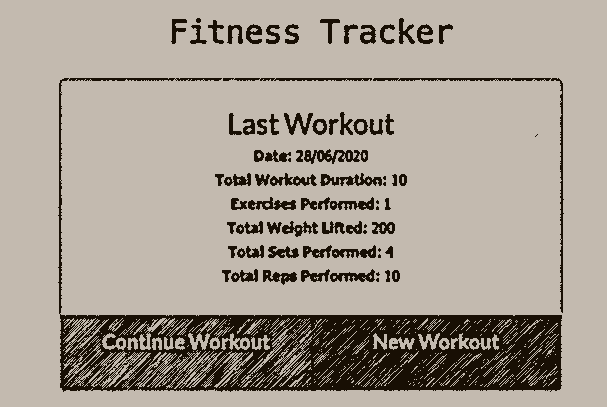 Fitness Tracker
Last Workout
Date: 28/06/2020
Total Workout Duration: 10
Exercises Performed: 1
Total Weight Lifted: 200
Total Sets Performed: 4
Total Reps Performed: 10
Continue Workout
New Workout